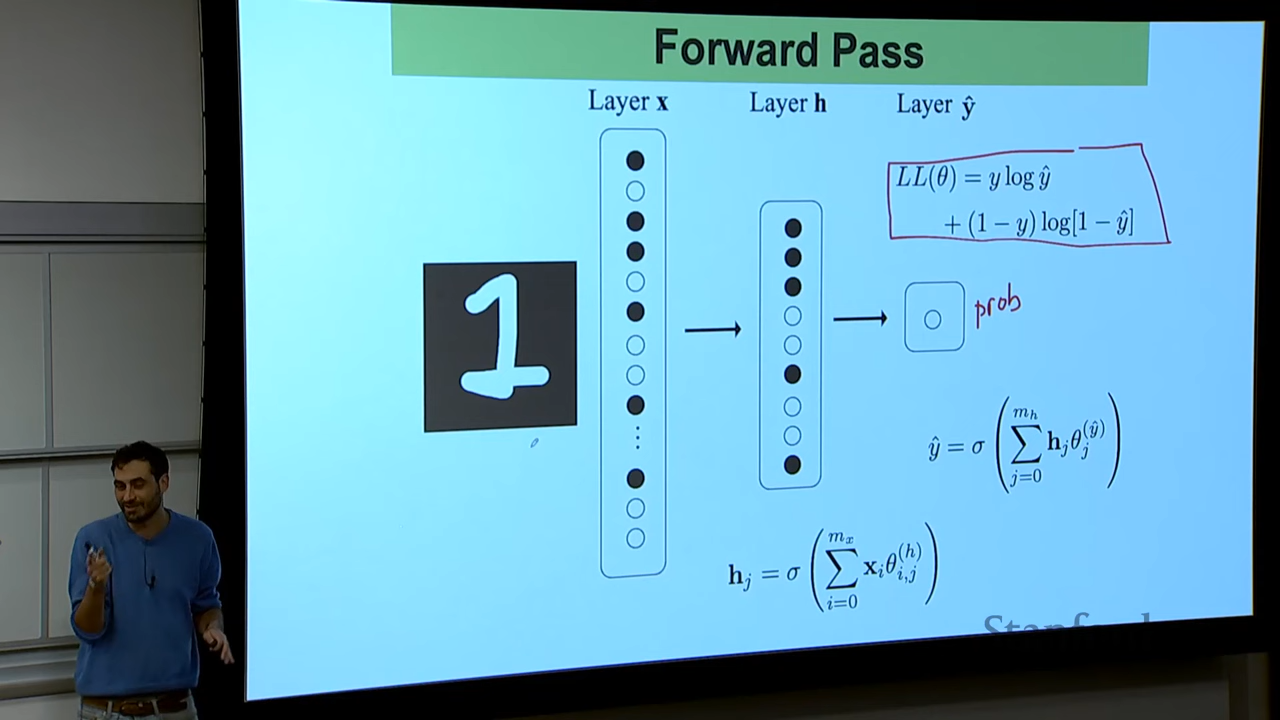 Forward Pass
Layer x
Layer h
Layer ŷ
LL(θ) = y log ŷ
+ (1 − y) log[1 − ŷ]
1
prob
ŷ = σ ( ∑_{j=0}^{m_h} h_j θ_j^{(ŷ)} )
h_j = σ ( ∑_{i=0}^{m_x} x_i θ_{i,j}^{(h)} )